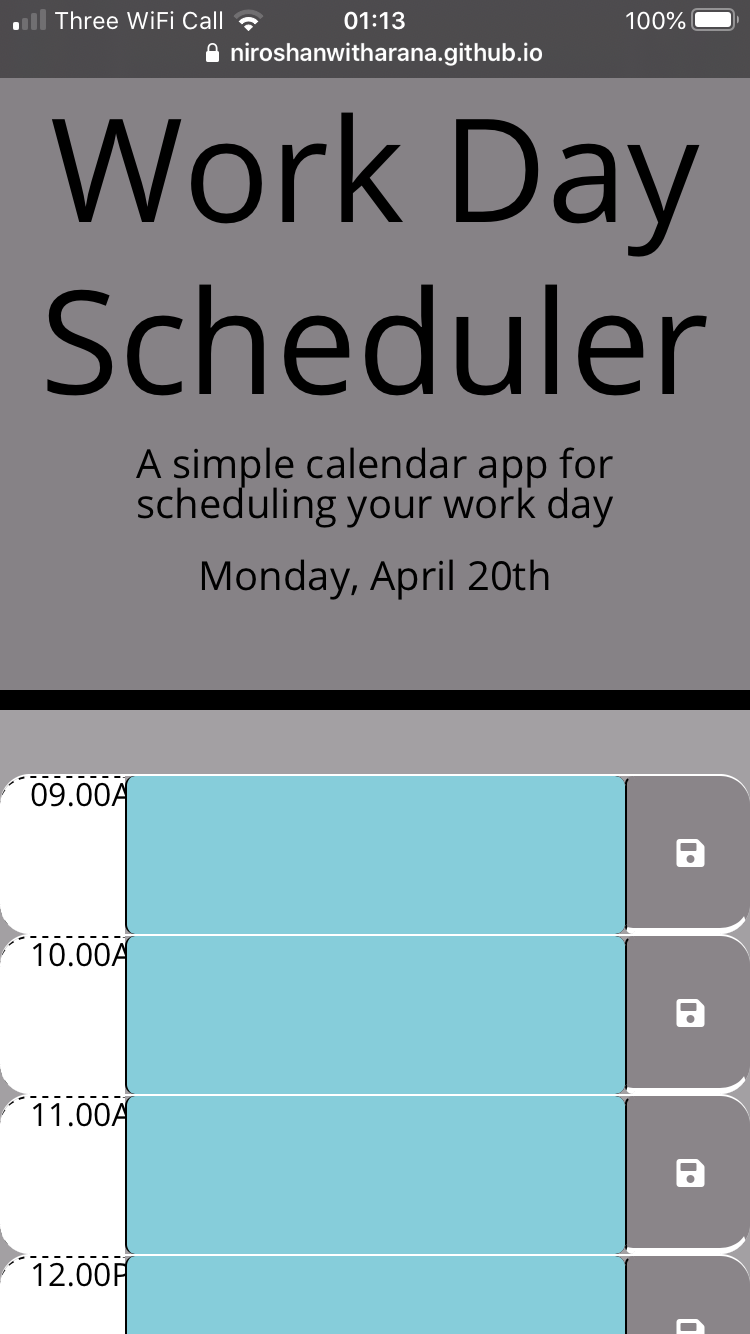 Three WiFi Call 01:13 100%
niroshanwitharana.github.io
Work Day
Scheduler
A simple calendar app for
scheduling your work day
Monday, April 20th
09.00A
10.00A
11.00A
12.00P